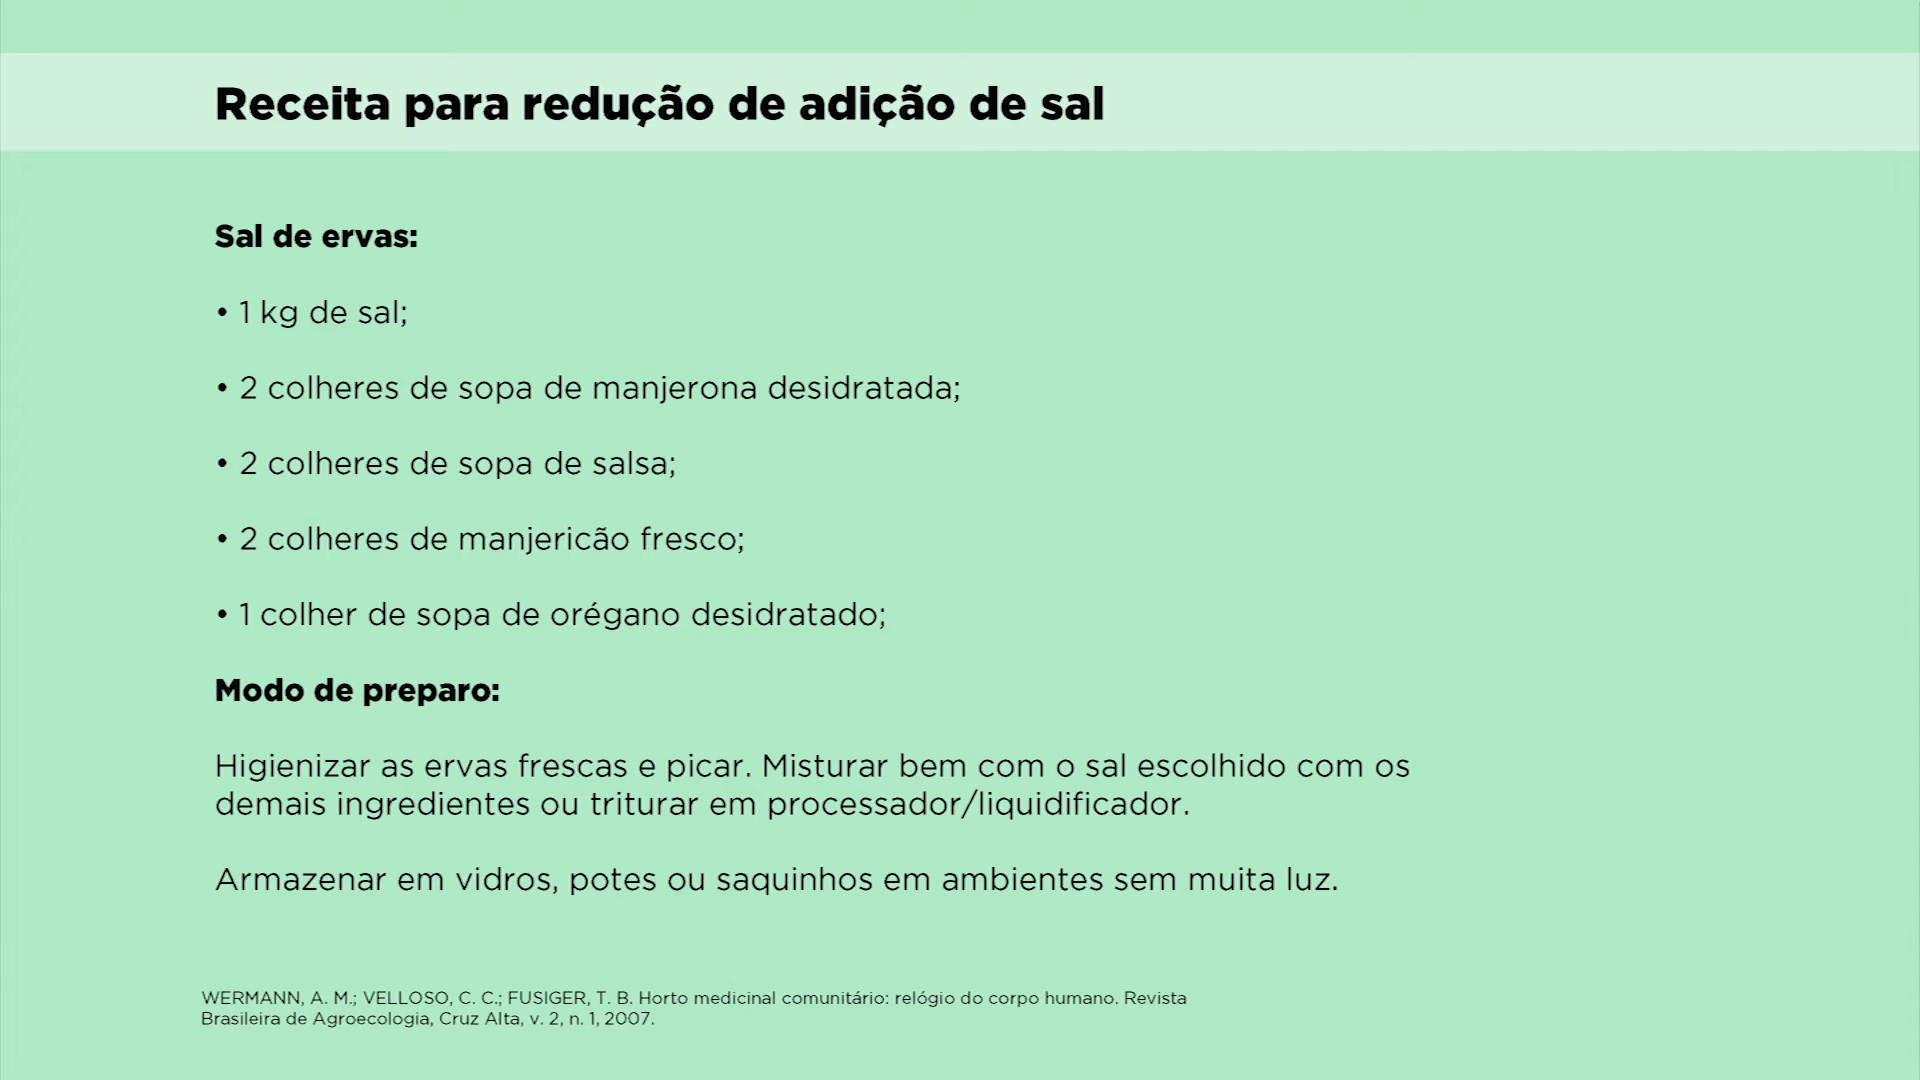 Receita para redução de adição de sal
Sal de ervas:
• 1 kg de sal;
• 2 colheres de sopa de manjerona desidratada;
• 2 colheres de sopa de salsa;
• 2 colheres de manjericão fresco;
• 1 colher de sopa de orégano desidratado;
Modo de preparo:
Higienizar as ervas frescas e picar. Misturar bem com o sal escolhido com os
demais ingredientes ou triturar em processador/liquidificador.
Armazenar em vidros, potes ou saquinhos em ambientes sem muita luz.
WERMANN, A. M.; VELLOSO, C. C.; FUSIGER, T. B. Horto medicinal comunitário: relógio do corpo humano. Revista
Brasileira de Agroecologia, Cruz Alta, v. 2, n. 1, 2007.